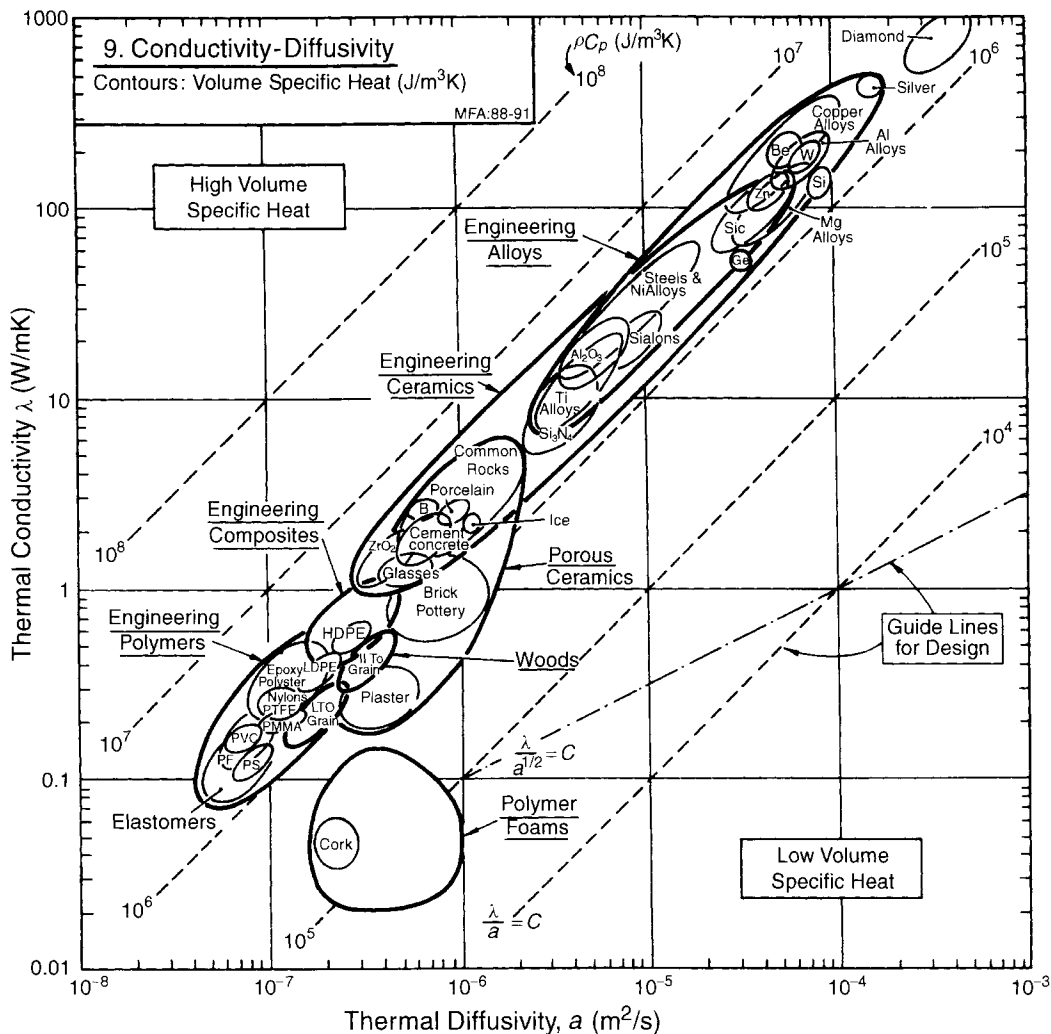 9. Conductivity-Diffusivity
Contours: Volume Specific Heat (J/m³K)
MFA:88-91
ρCp (J/m³K)
10⁸
10⁷
10⁶
Diamond
Silver
Copper
Alloys
Al
Alloys
Be
W
Si
Zn
Mg
Alloys
Sic
Ge
High Volume
Specific Heat
Engineering
Alloys
10⁵
Steels &
NiAlloys
Sialons
Al₂O₃
Engineering
Ceramics
Ti
Alloys
Si₃N₄
10⁴
Common
Rocks
Porcelain
B
Ice
Engineering
Composites
Cement
concrete
ZrO₂
10⁸
Glasses
Porous
Ceramics
Brick
Pottery
Engineering
Polymers
HDPE
Guide Lines
for Design
Woods
Epoxy
Polyster
LDPE
II To
Grain
Plaster
Nylons
PTFE
LTO
Grain
PMMA
PVC
PF
PS
10⁷
λ/a^1/2 = C
Elastomers
Polymer
Foams
Cork
Low Volume
Specific Heat
10⁶
10⁵
λ/a = C
1000
100
10
1
0.1
0.01
Thermal Conductivity λ (W/mK)
10⁻⁸
10⁻⁷
10⁻⁶
10⁻⁵
10⁻⁴
10⁻³
Thermal Diffusivity, a (m²/s)